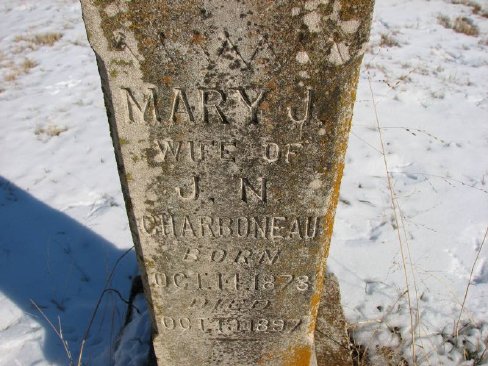 MARY J.
WIFE OF
J. N
CHARBONEAU
BORN
OCT. 14. 1873
DIED
OCT. 1897